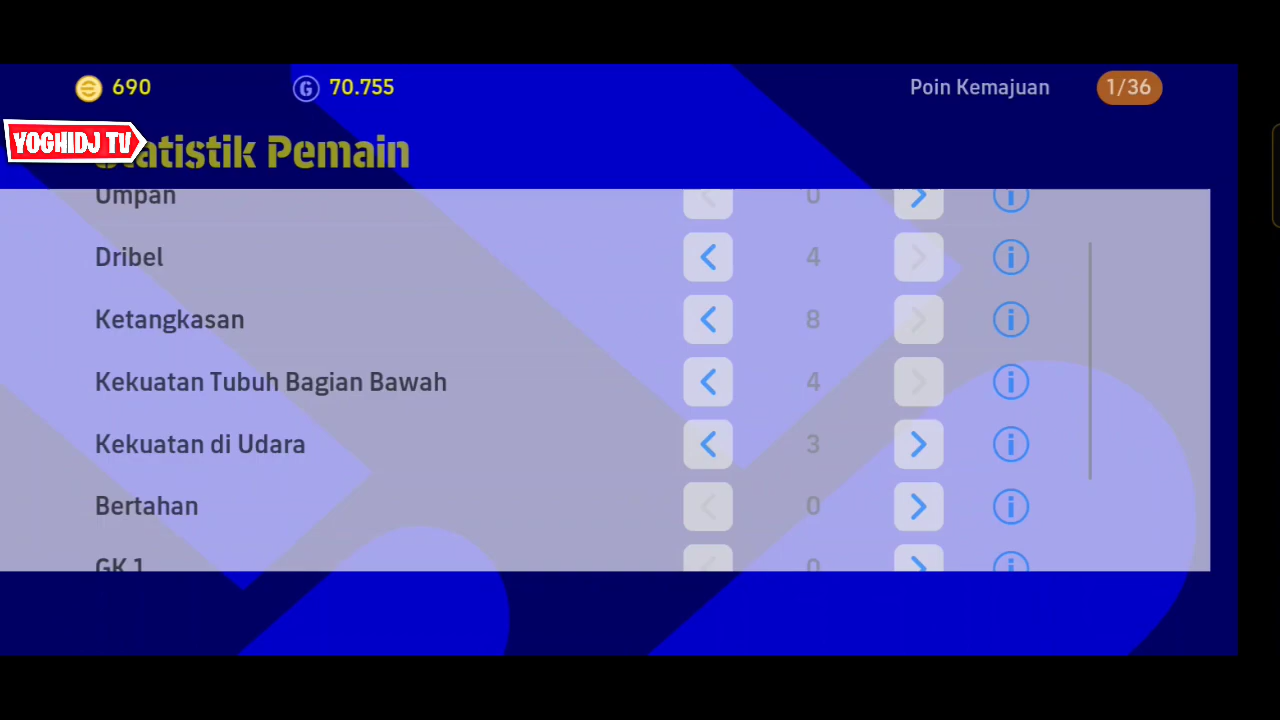 690 70.755 Poin Kemajuan 1/36
YOGHIDJ TV
Statistik Pemain
Umpan 0
Dribel 4
Ketangkasan 8
Kekuatan Tubuh Bagian Bawah 4
Kekuatan di Udara 3
Bertahan 0
GK 1 0